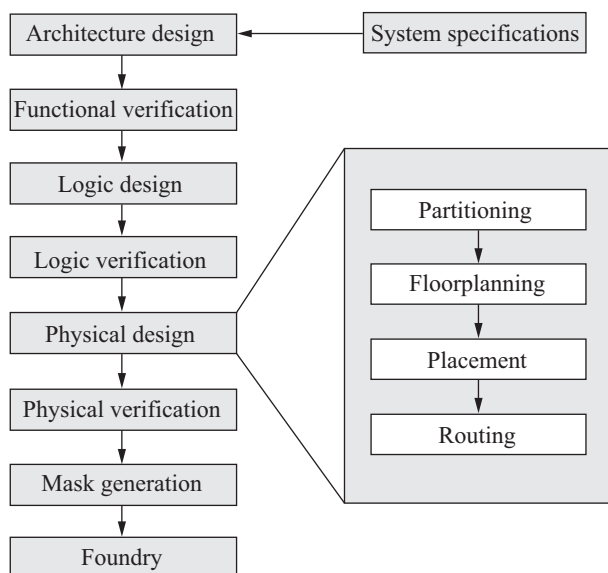 Architecture design
System specifications
Functional verification
Logic design
Logic verification
Physical design
Physical verification
Mask generation
Foundry
Partitioning
Floorplanning
Placement
Routing